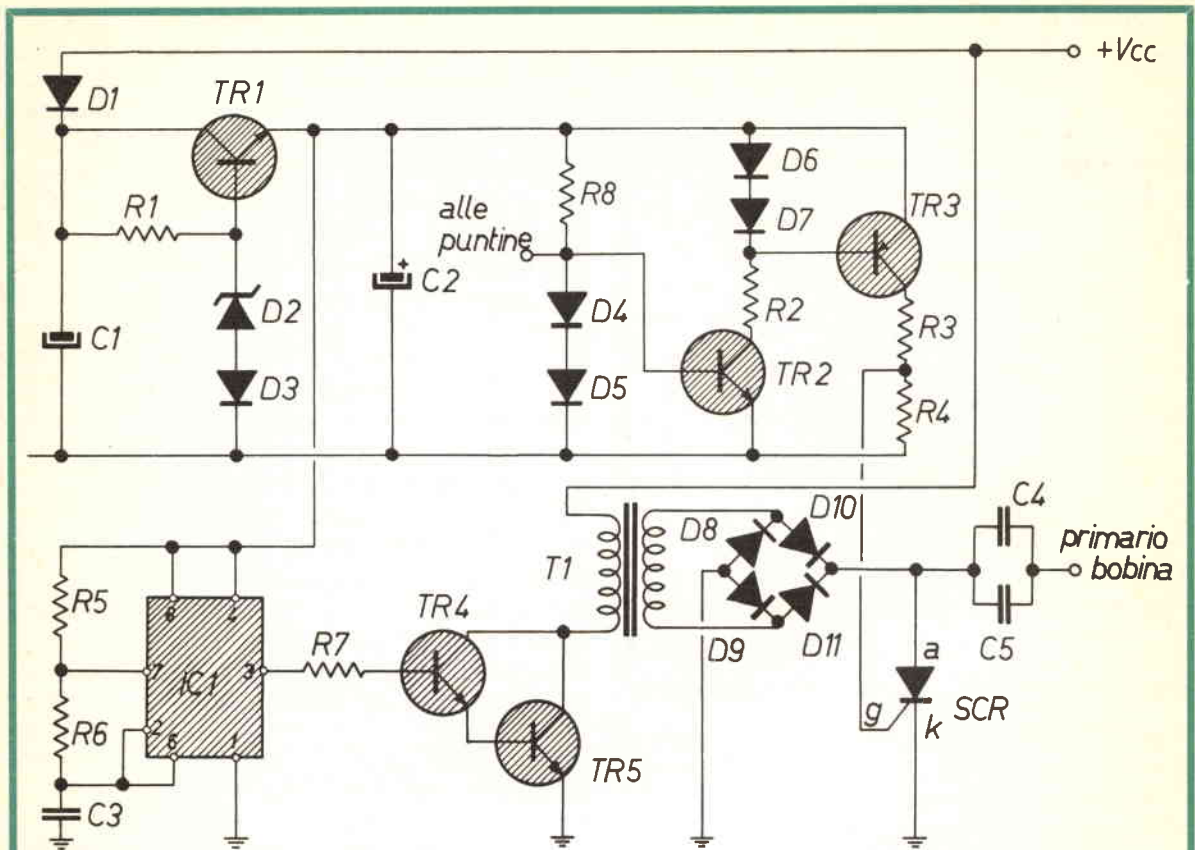 +Vcc
D1
TR1
R1
D2
C1
D3
C2
R8
alle
puntine
D4
D5
D6
D7
TR3
R2
TR2
R3
R4
R5
8
4
7
IC1
3
R6
2
6
1
C3
R7
TR4
TR5
T1
D8
D10
D9
D11
C4
C5
primario
bobina
a
g
k
SCR